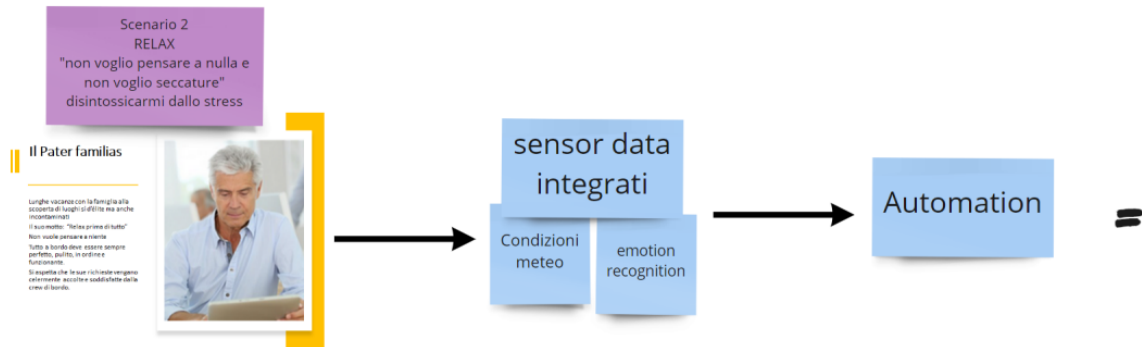 Scenario 2
RELAX
"non voglio pensare a nulla e
non voglio seccature"
disintossicarmi dallo stress
Il Pater familias
Lunghe vacanze con la famiglia alla
scoperta di luoghi sì d'élite ma anche
incontaminati
Il suo motto: "Relax prima di tutto"
Non vuole pensare a niente
Tutto a bordo deve essere sempre
perfetto, pulito, in ordine e
funzionante.
Si aspetta che le sue richieste vengano
celermente accolte e soddisfatte dalla
crew di bordo.
sensor data
integrati
Condizioni
meteo
emotion
recognition
Automation
=